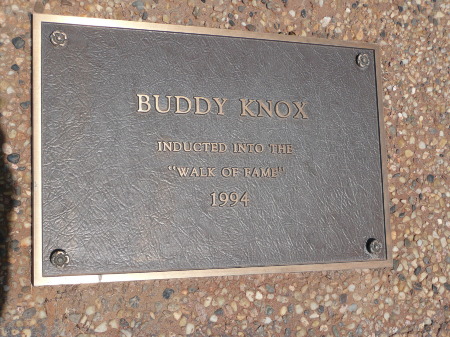 BUDDY KNOX
INDUCTED INTO THE
"WALK OF FAME"
1994